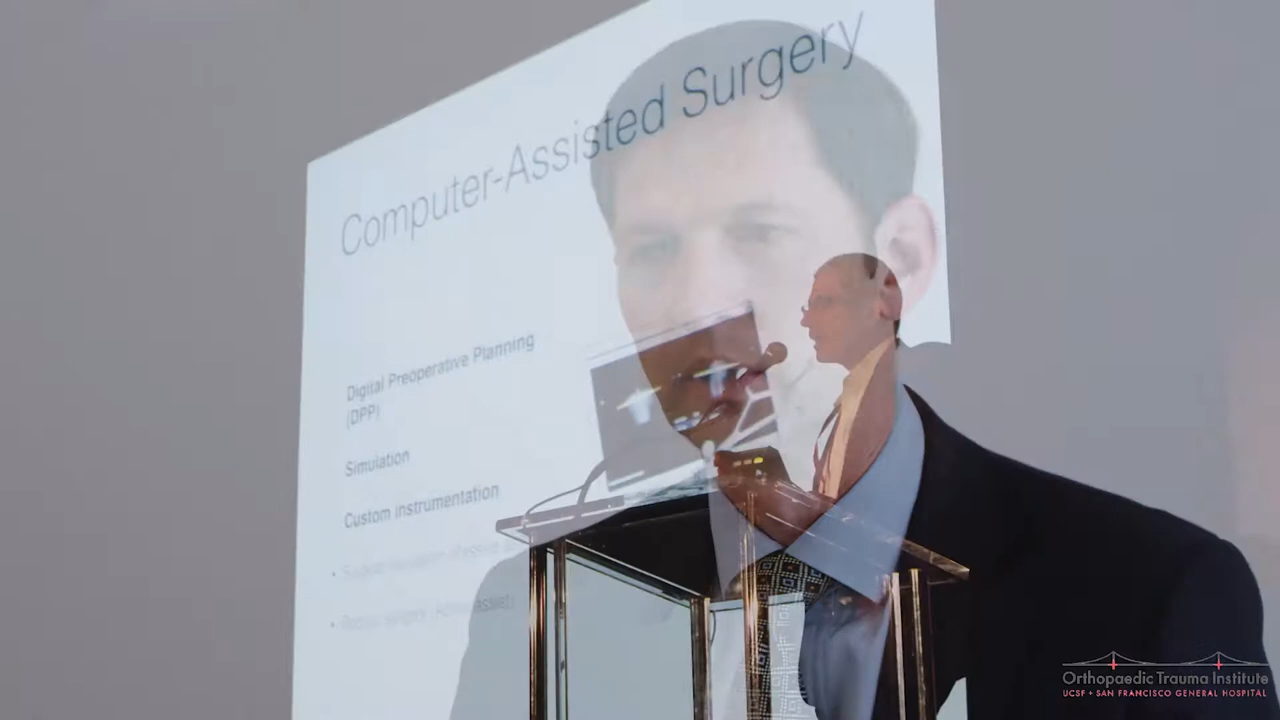 Computer-Assisted Surgery
Digital Preoperative Planning
(DPP)
Simulation
Custom instrumentation
Orthopaedic Trauma Institute
UCSF + SAN FRANCISCO GENERAL HOSPITAL